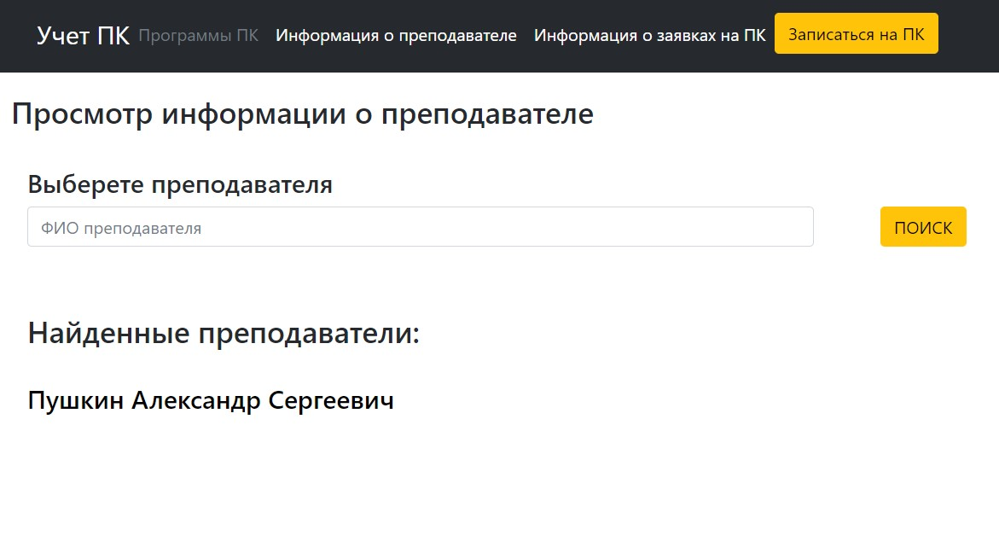 Учет ПК Программы ПК Информация о преподавателе Информация о заявках на ПК Записаться на ПК
Просмотр информации о преподавателе
Выберете преподавателя
ФИО преподавателя ПОИСК
Найденные преподаватели:
Пушкин Александр Сергеевич